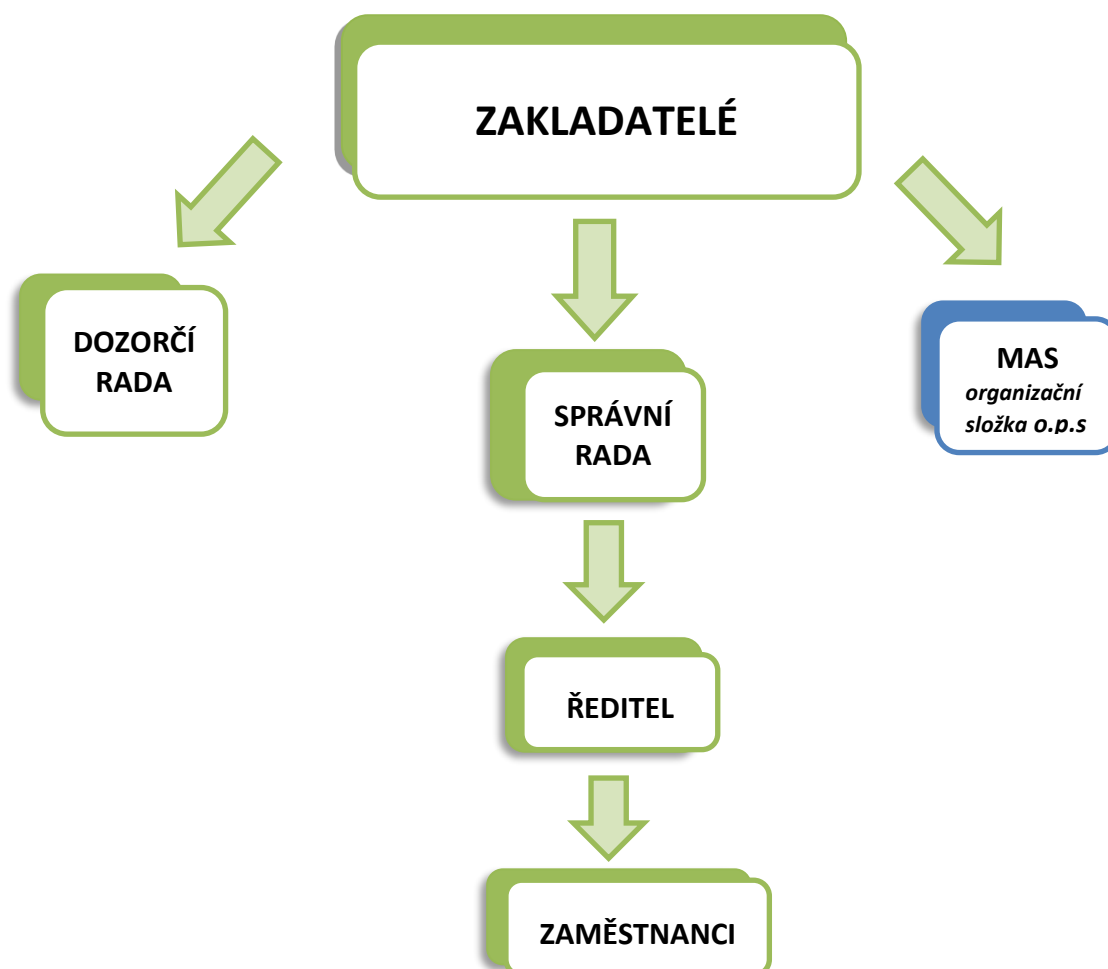 ZAKLADATELÉ
DOZORČÍ
RADA
SPRÁVNÍ
RADA
MAS
organizační
složka o.p.s
ŘEDITEL
ZAMĚSTNANCI